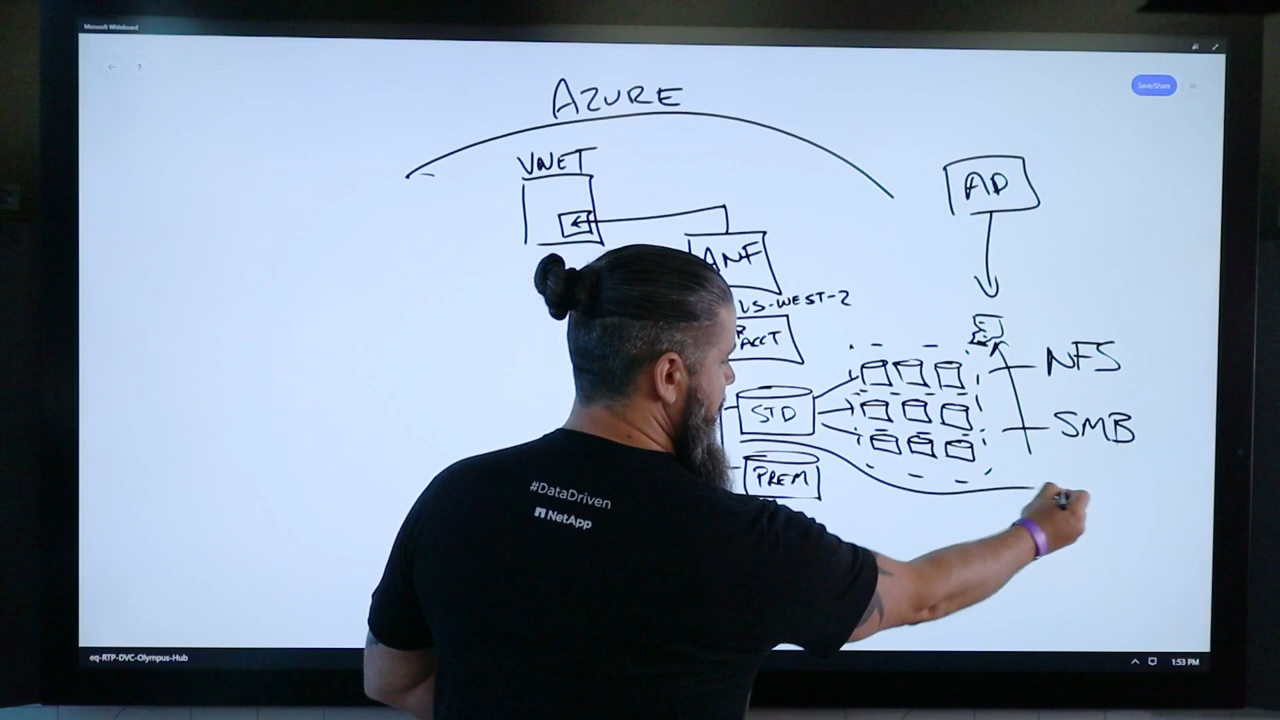 Microsoft Whiteboard
?
Save/Share
AZURE
VNET
AD
ANF
US-WEST-2
ACCT
NFS
STD
SMB
PREM
#DataDriven
NetApp
eq-RTP-DVC-Olympus-Hub
1:53 PM